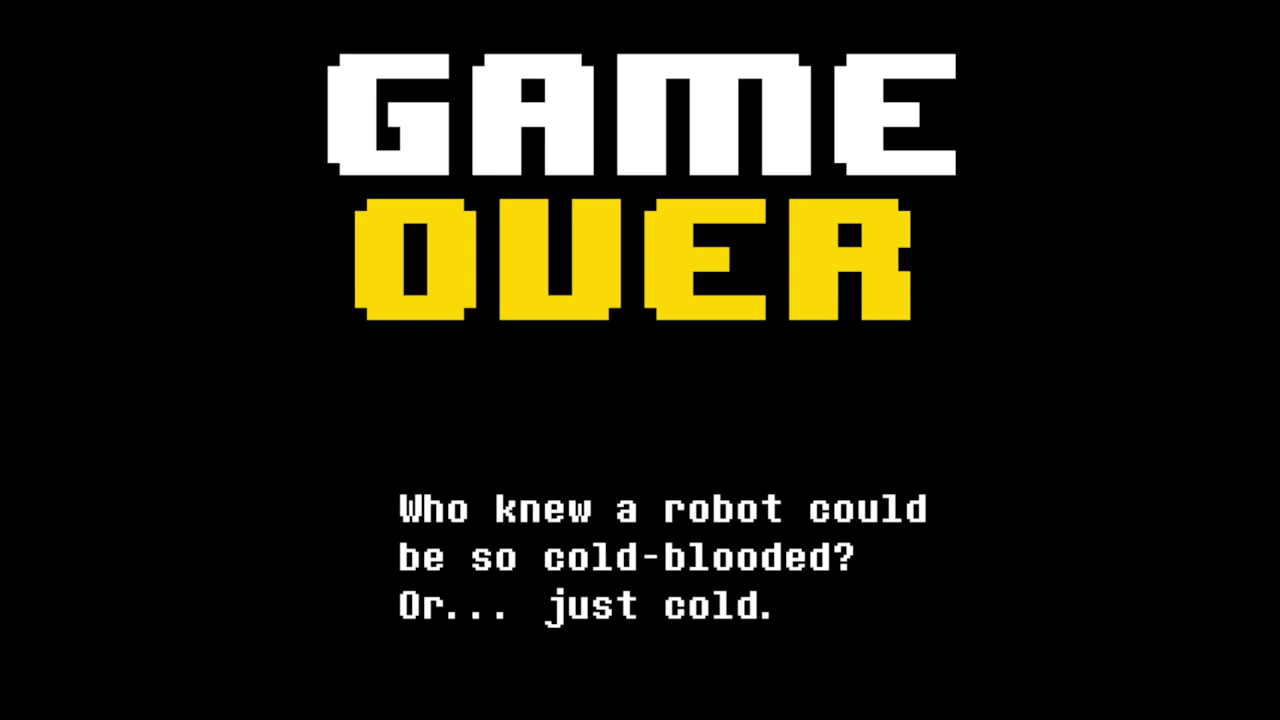 GAME
OVER
Who knew a robot could
be so cold-blooded?
Or... just cold.